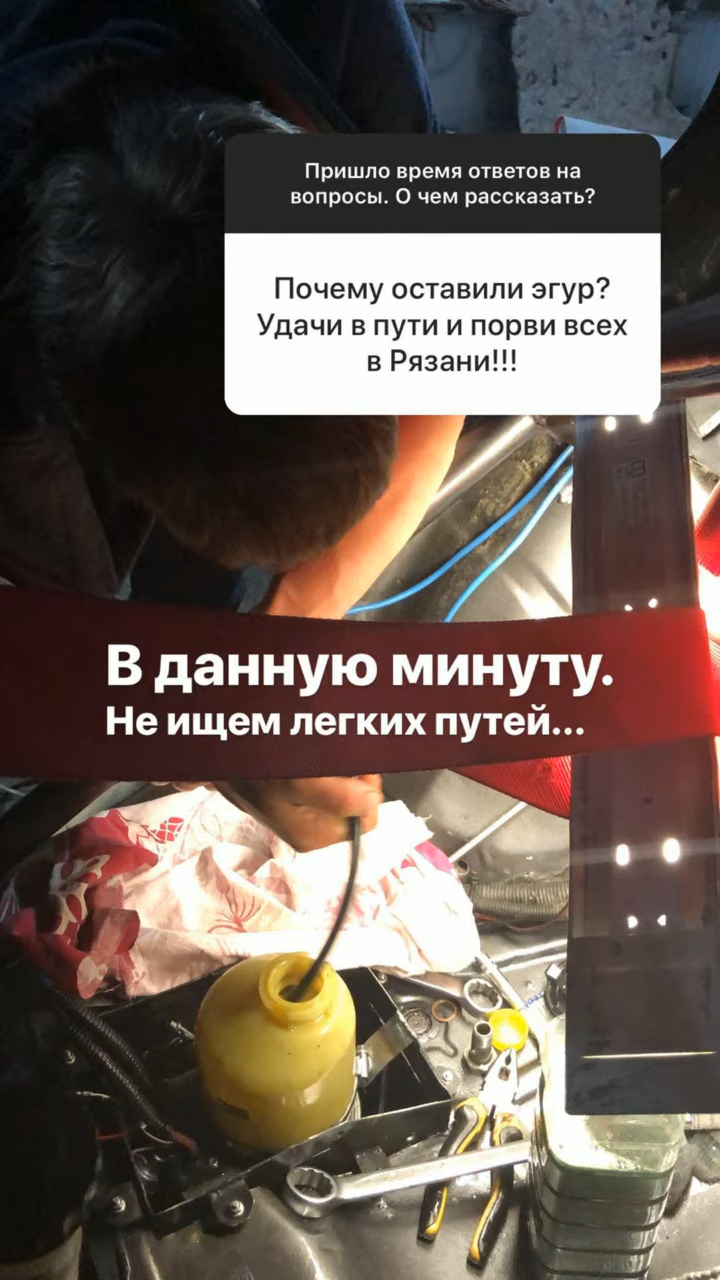 Пришло время ответов на
вопросы. О чем рассказать?
Почему оставили эгур?
Удачи в пути и порви всех
в Рязани!!!
В данную минуту.
Не ищем легких путей...